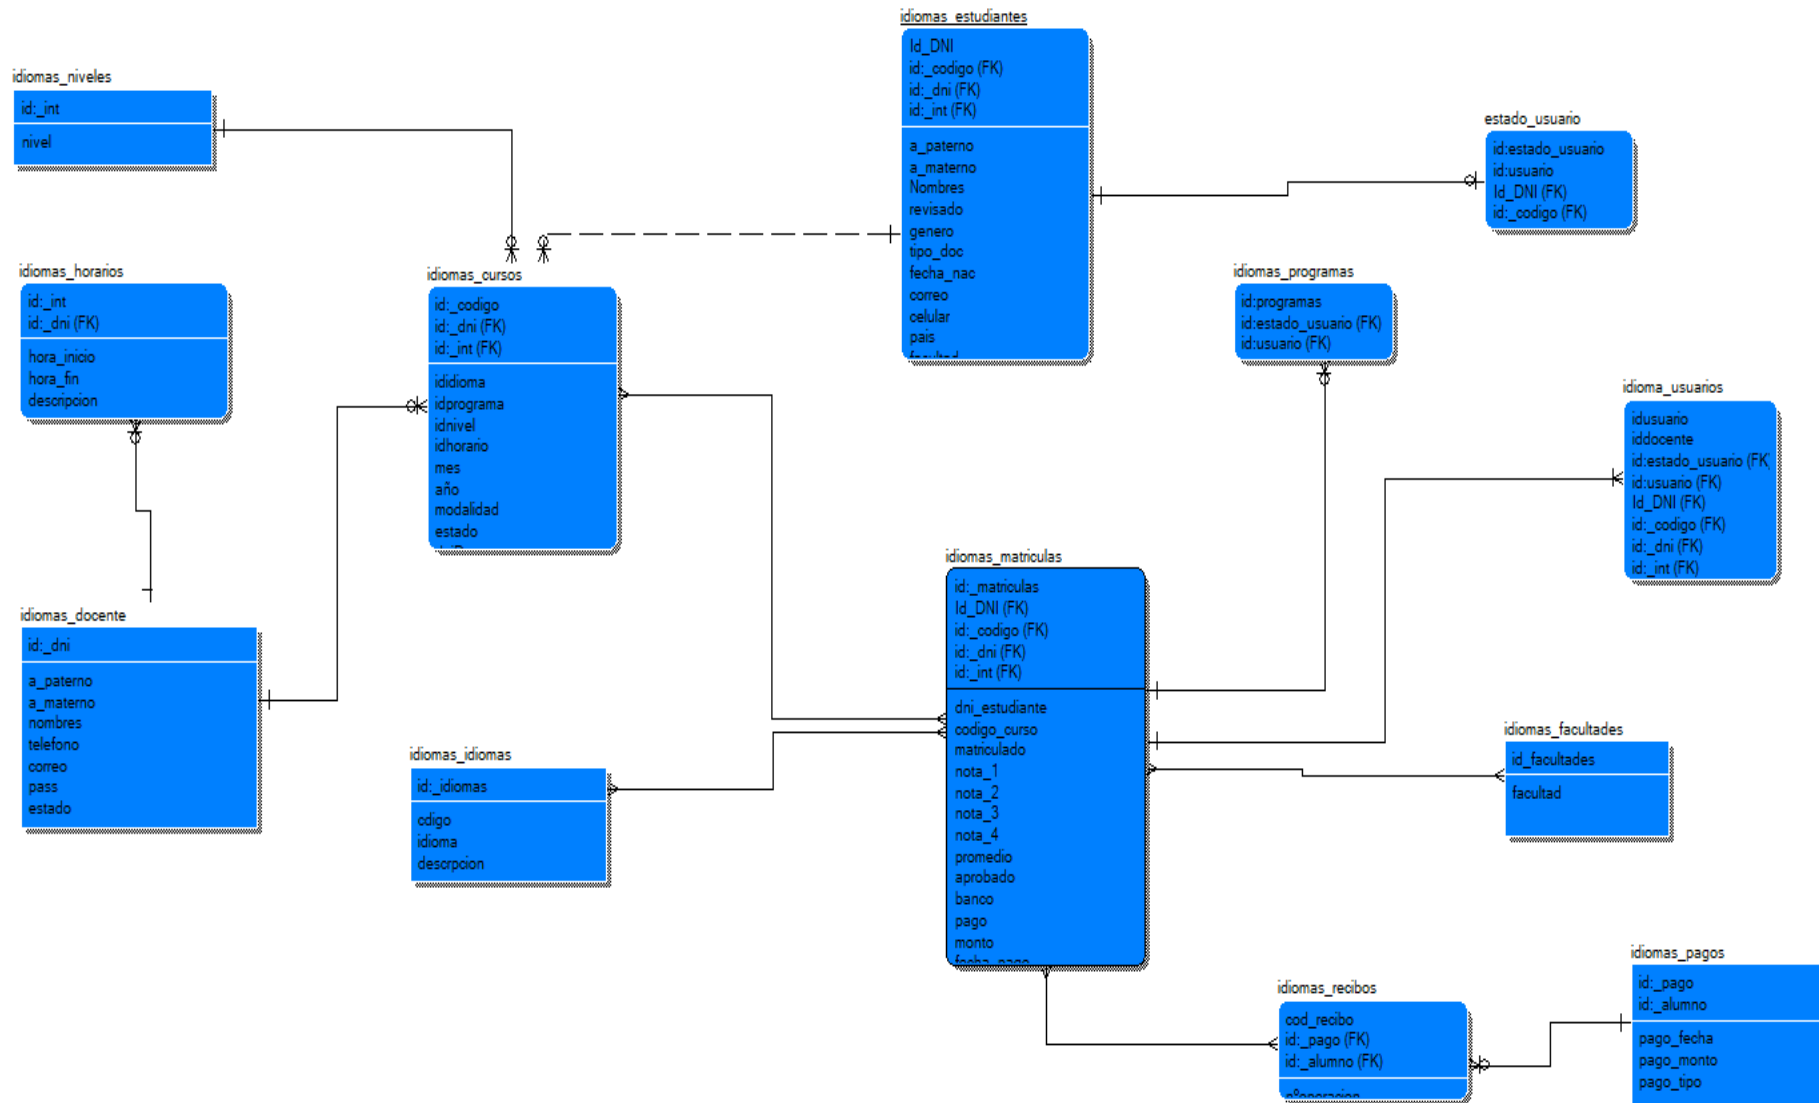 idiomas_estudiantes
Id_DNI
id:_codigo (FK)
id:_dni (FK)
id:_int (FK)
a_paterno
a_materno
Nombres
revisado
genero
tipo_doc
fecha_nac
correo
celular
pais
facultad
idiomas_niveles
id:_int
nivel
estado_usuario
id:estado_usuario
id:usuario
Id_DNI (FK)
id:_codigo (FK)
idiomas_horarios
id:_int
id:_dni (FK)
hora_inicio
hora_fin
descripcion
idiomas_cursos
id:_codigo
id:_dni (FK)
id:_int (FK)
ididioma
idprograma
idnivel
idhorario
mes
año
modalidad
estado
idiomas_programas
id:programas
id:estado_usuario (FK)
id:usuario (FK)
idioma_usuarios
idusuario
iddocente
id:estado_usuario (FK)
id:usuario (FK)
Id_DNI (FK)
id:_codigo (FK)
id:_dni (FK)
id:_int (FK)
idiomas_docente
id:_dni
a_paterno
a_materno
nombres
telefono
correo
pass
estado
idiomas_matriculas
id:_matriculas
Id_DNI (FK)
id:_codigo (FK)
id:_dni (FK)
id:_int (FK)
dni_estudiante
codigo_curso
matriculado
nota_1
nota_2
nota_3
nota_4
promedio
aprobado
banco
pago
monto
fecha_pago
idiomas_idiomas
id:_idiomas
cdigo
idioma
descrpcion
idiomas_facultades
id_facultades
facultad
idiomas_recibos
cod_recibo
id:_pago (FK)
id:_alumno (FK)
nºoperacion
idiomas_pagos
id:_pago
id:_alumno
pago_fecha
pago_monto
pago_tipo